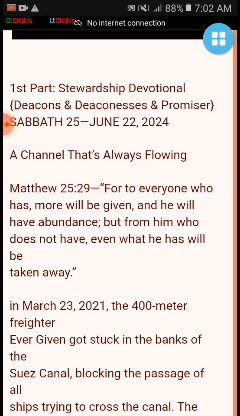 88% 7:02 AM
No internet connection
1st Part: Stewardship Devotional
{Deacons & Deaconesses & Promiser}
SABBATH 25—JUNE 22, 2024
A Channel That's Always Flowing
Matthew 25:29—“For to everyone who
has, more will be given, and he will
have abundance; but from him who
does not have, even what he has will
be
taken away.”
in March 23, 2021, the 400-meter
freighter
Ever Given got stuck in the banks of
the
Suez Canal, blocking the passage of
all
ships trying to cross the canal. The